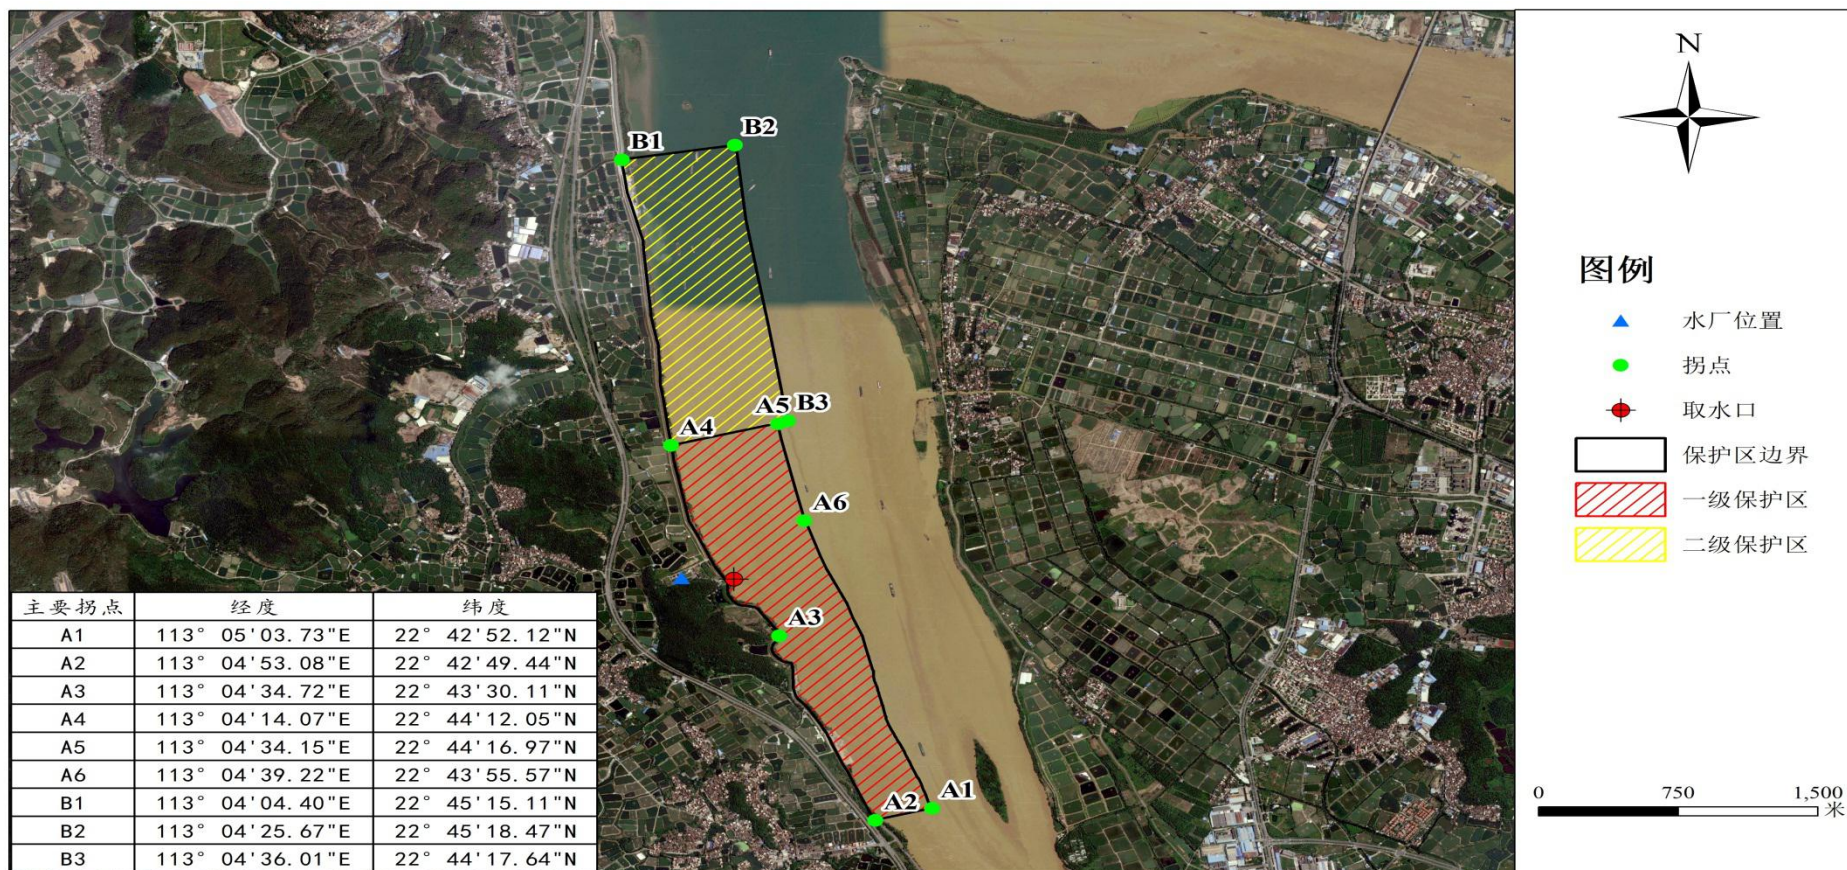 N
B1
B2
A5
B3
A4
A6
A3
A2
A1
图例
水厂位置
拐点
取水口
保护区边界
一级保护区
二级保护区
0 750 1,500
米
主要拐点 经度 纬度
A1 113° 05'03.73"E 22° 42'52.12"N
A2 113° 04'53.08"E 22° 42'49.44"N
A3 113° 04'34.72"E 22° 43'30.11"N
A4 113° 04'14.07"E 22° 44'12.05"N
A5 113° 04'34.15"E 22° 44'16.97"N
A6 113° 04'39.22"E 22° 43'55.57"N
B1 113° 04'04.40"E 22° 45'15.11"N
B2 113° 04'25.67"E 22° 45'18.47"N
B3 113° 04'36.01"E 22° 44'17.64"N